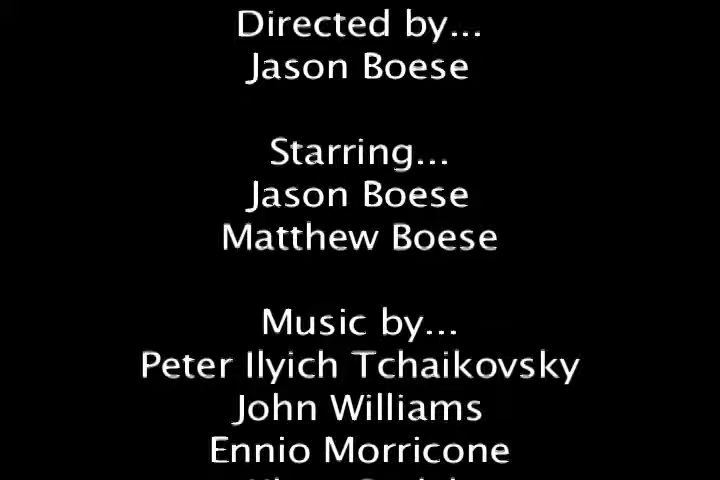 Directed by...
Jason Boese
Starring...
Jason Boese
Matthew Boese
Music by...
Peter Ilyich Tchaikovsky
John Williams
Ennio Morricone